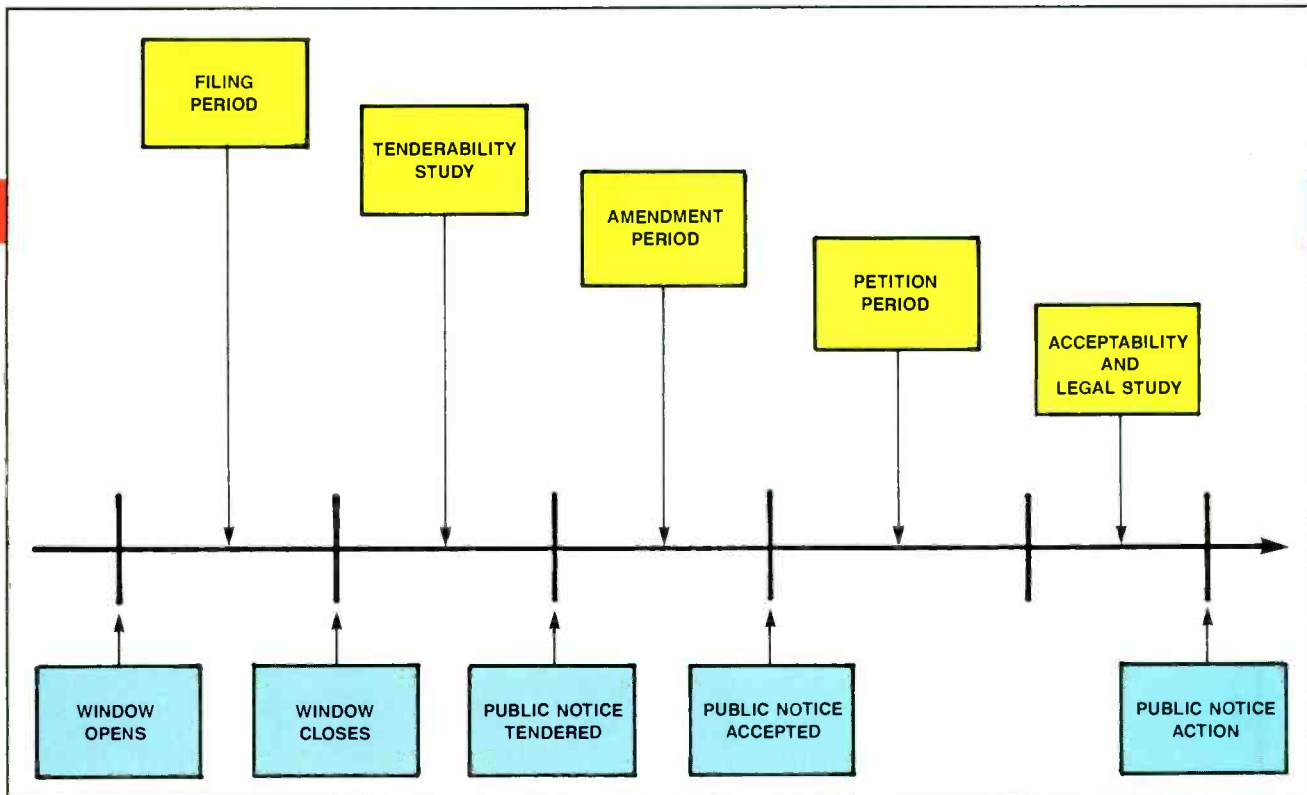 FILING
PERIOD
TENDERABILITY
STUDY
AMENDMENT
PERIOD
PETITION
PERIOD
ACCEPTABILITY
AND
LEGAL STUDY
WINDOW
OPENS
WINDOW
CLOSES
PUBLIC NOTICE
TENDERED
PUBLIC NOTICE
ACCEPTED
PUBLIC NOTICE
ACTION